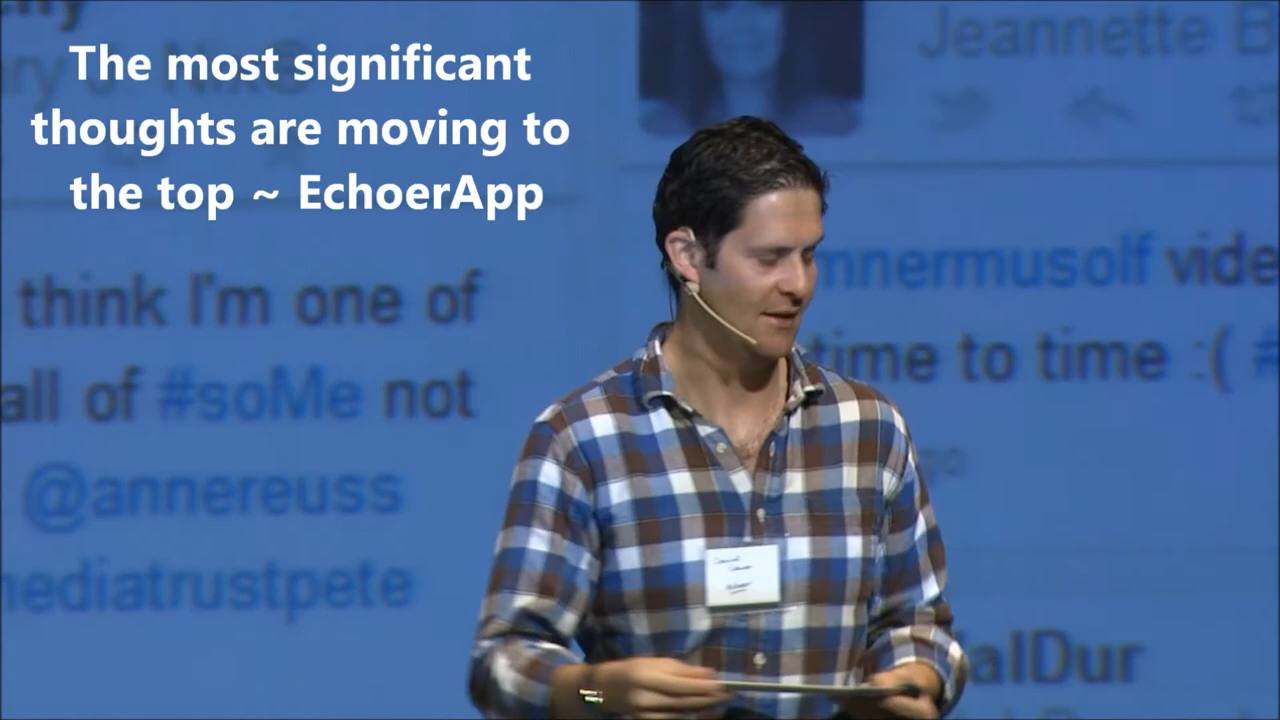 The most significant
thoughts are moving to
the top ~ EchoerApp
Jeannette B
think I'm one of
all of #soMe not
@annereuss
mediatrustpete
mnermusolf vide
time to time :( #
alDur